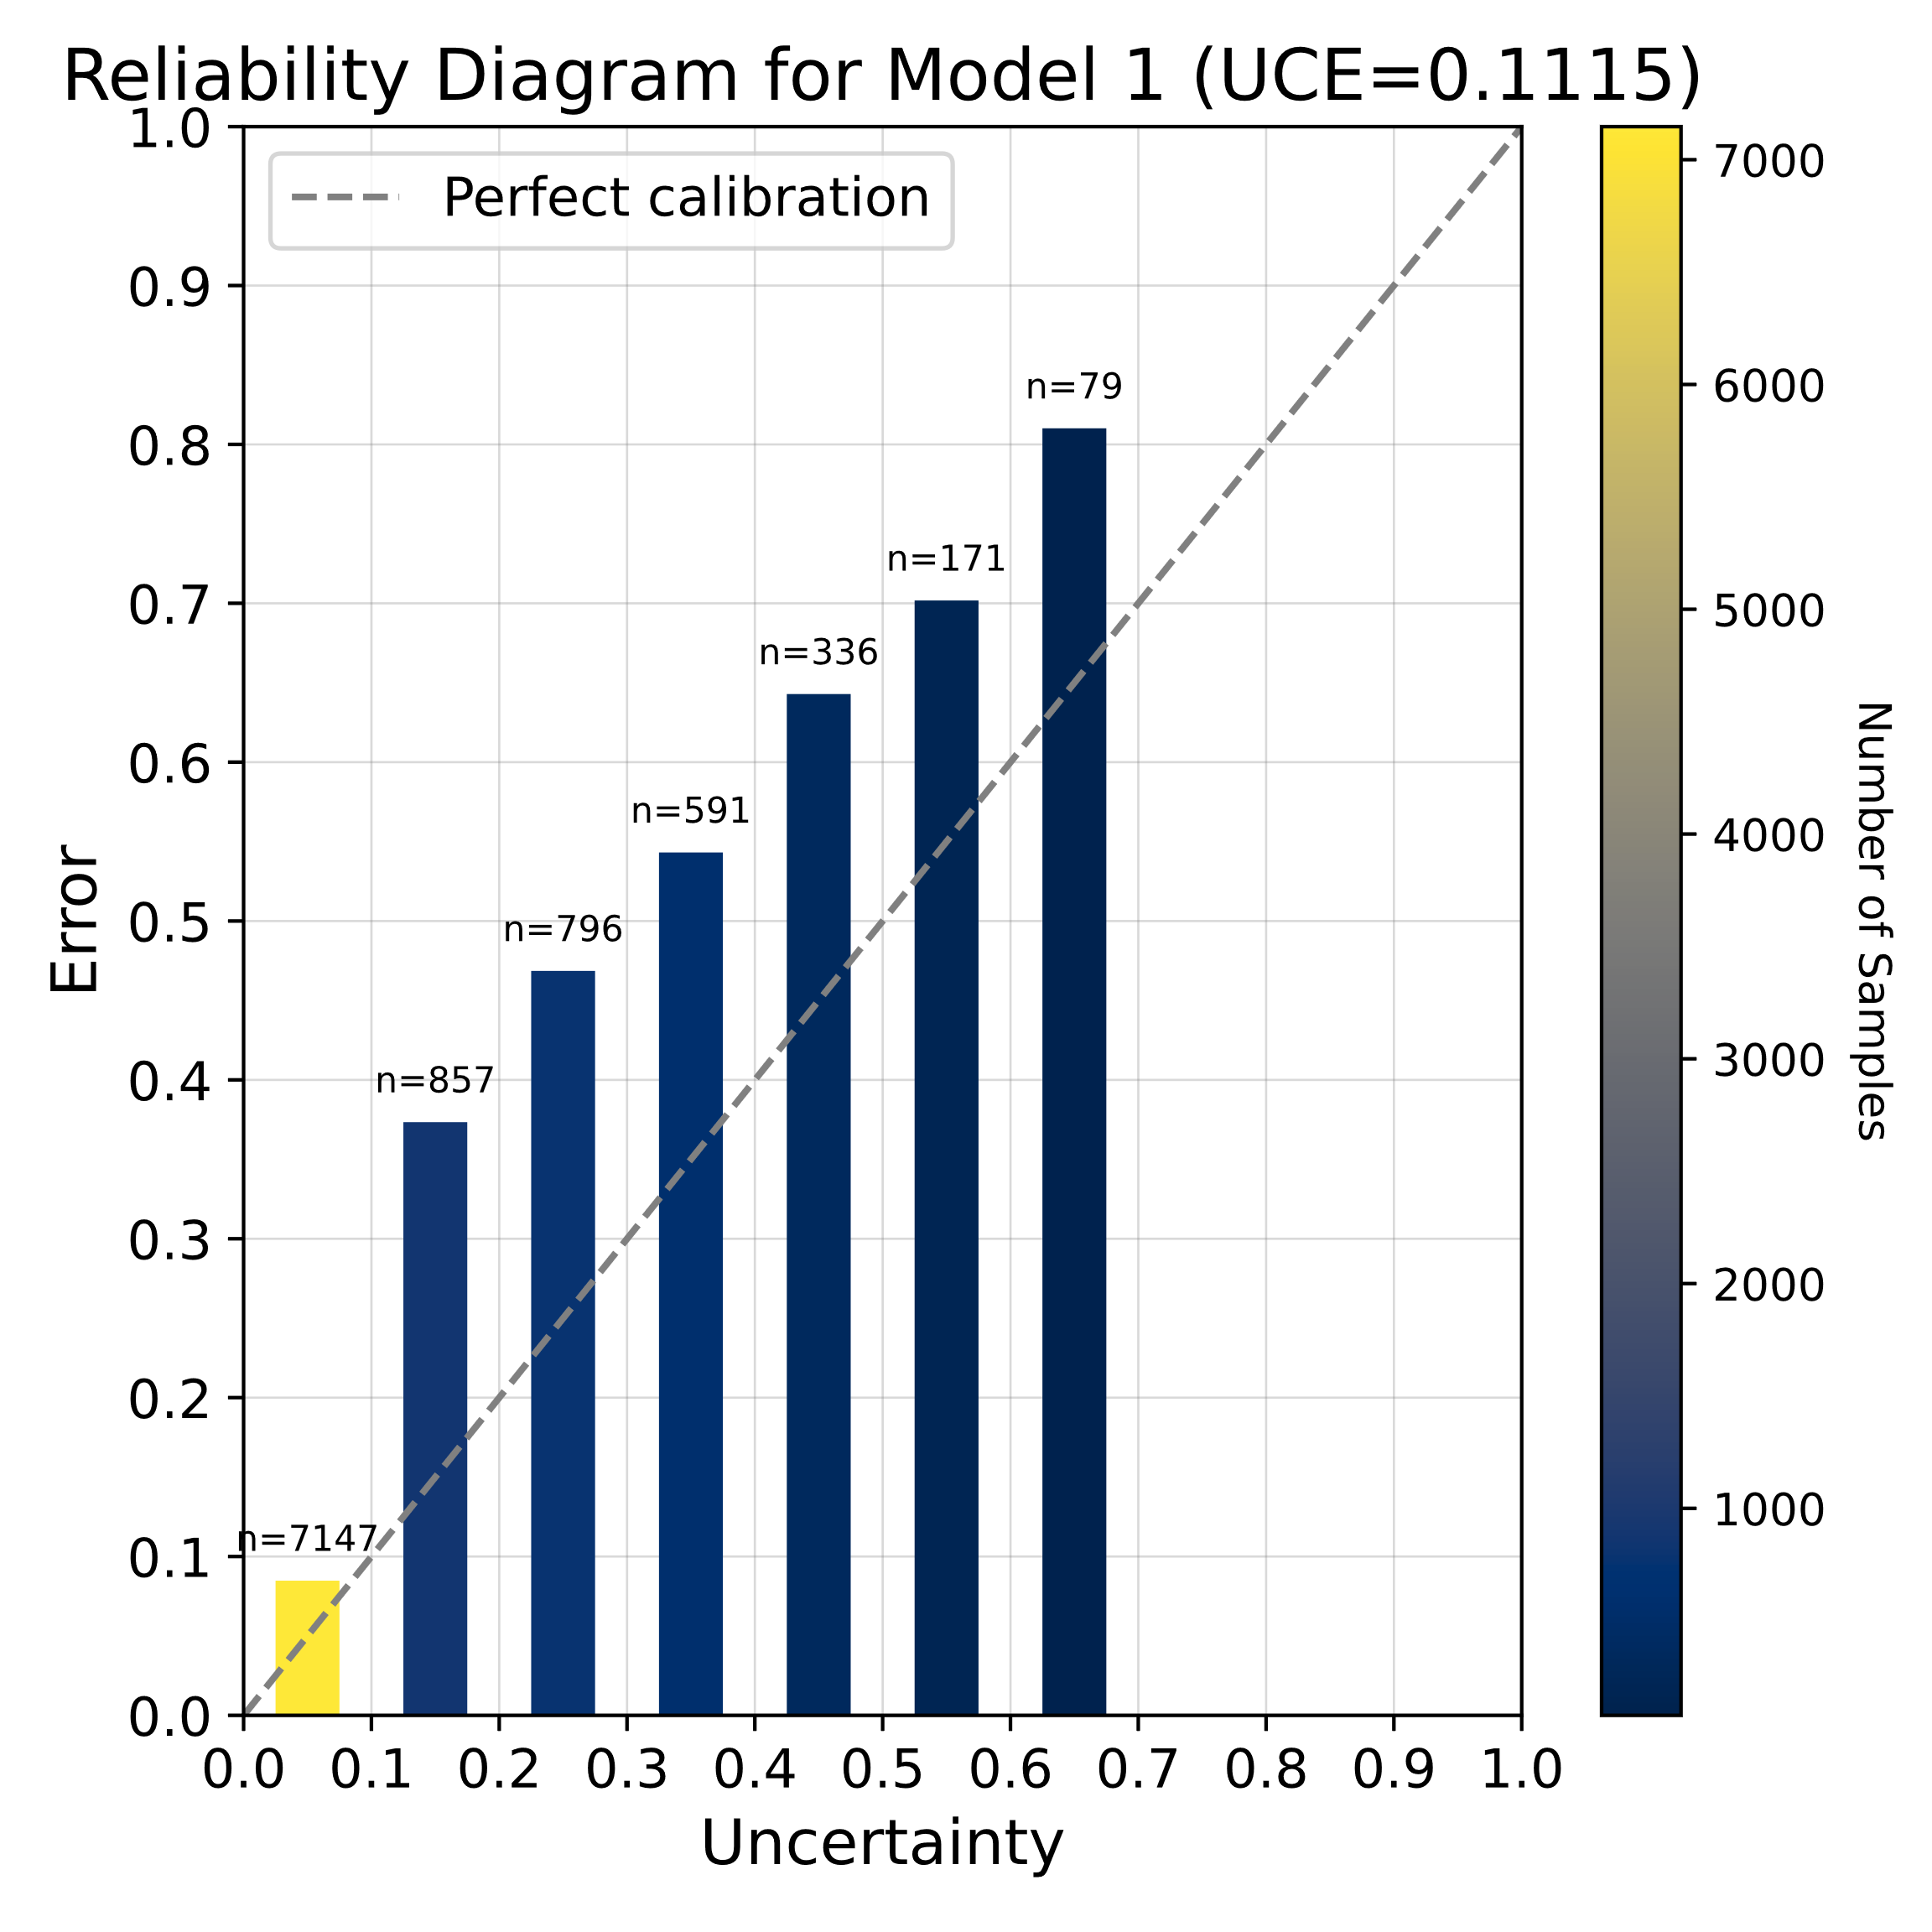 Reliability Diagram for Model 1 (UCE=0.1115)
Perfect calibration
1.0
0.9
0.8
0.7
0.6
0.5
0.4
0.3
0.2
0.1
0.0
Error
n=7147
n=857
n=796
n=591
n=336
n=171
n=79
0.0 0.1 0.2 0.3 0.4 0.5 0.6 0.7 0.8 0.9 1.0
Uncertainty
7000
6000
5000
4000
3000
2000
1000
Number of Samples